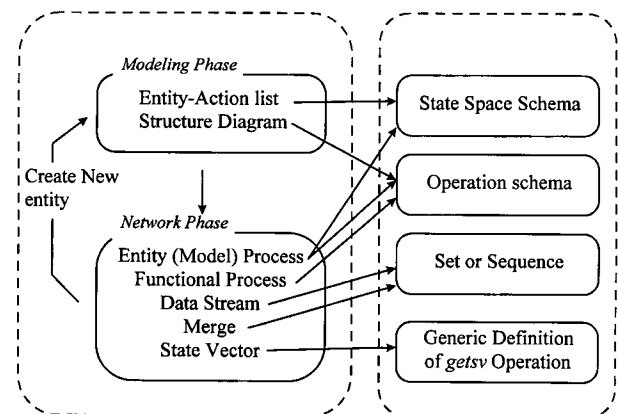 Modeling Phase
Entity-Action list
Structure Diagram
Create New
entity
Network Phase
Entity (Model) Process
Functional Process
Data Stream
Merge
State Vector
State Space Schema
Operation schema
Set or Sequence
Generic Definition
of getsv Operation